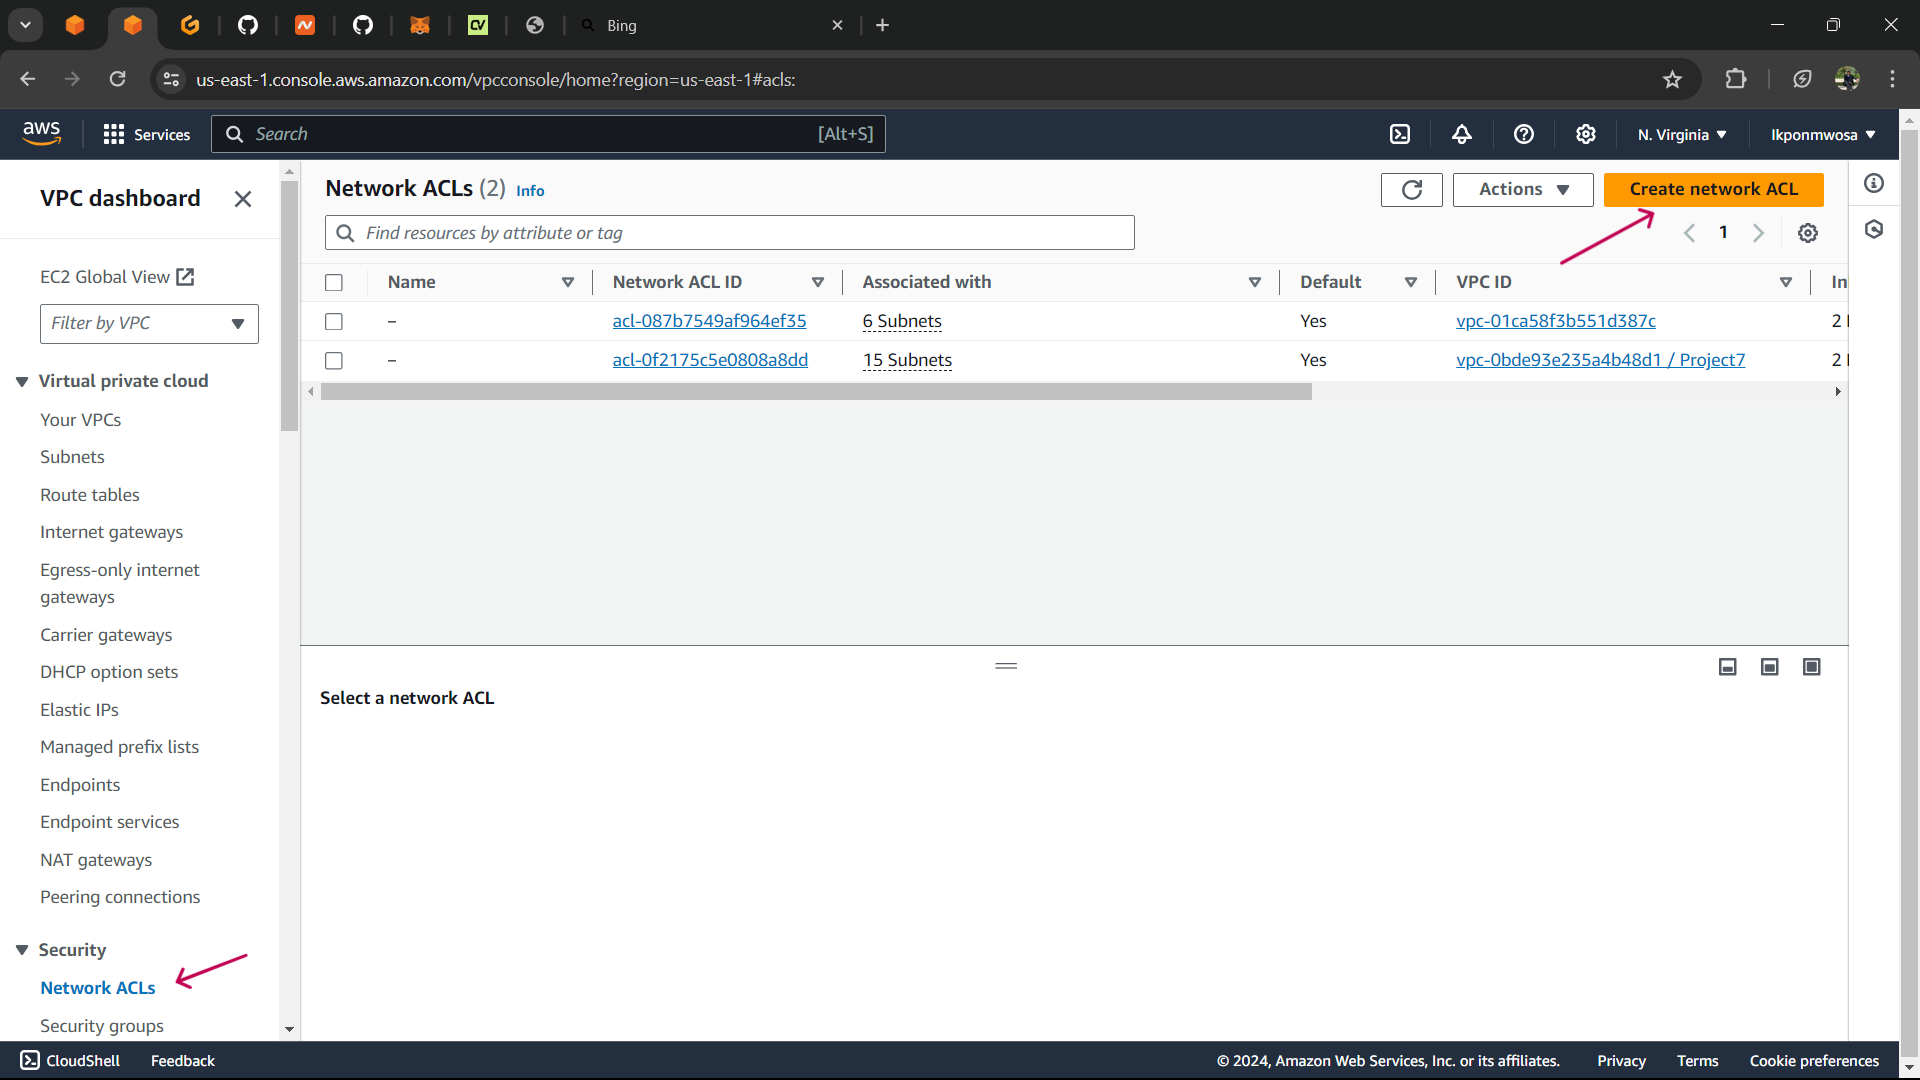 Bing
us-east-1.console.aws.amazon.com/vpcconsole/home?region=us-east-1#acls:
aws
Services
Search
[Alt+S]
N. Virginia
Ikponmwosa
VPC dashboard
EC2 Global View
Filter by VPC
Virtual private cloud
Your VPCs
Subnets
Route tables
Internet gateways
Egress-only internet
gateways
Carrier gateways
DHCP option sets
Elastic IPs
Managed prefix lists
Endpoints
Endpoint services
NAT gateways
Peering connections
Security
Network ACLs
Security groups
Network ACLs (2) Info
Actions
Create network ACL
Find resources by attribute or tag
1
Name
Network ACL ID
Associated with
Default
VPC ID
–
acl-087b7549af964ef35
6 Subnets
Yes
vpc-01ca58f3b551d387c
2
–
acl-0f2175c5e0808a8dd
15 Subnets
Yes
vpc-0bde93e235a4b48d1 / Project7
2
Select a network ACL
CloudShell
Feedback
© 2024, Amazon Web Services, Inc. or its affiliates.
Privacy
Terms
Cookie preferences